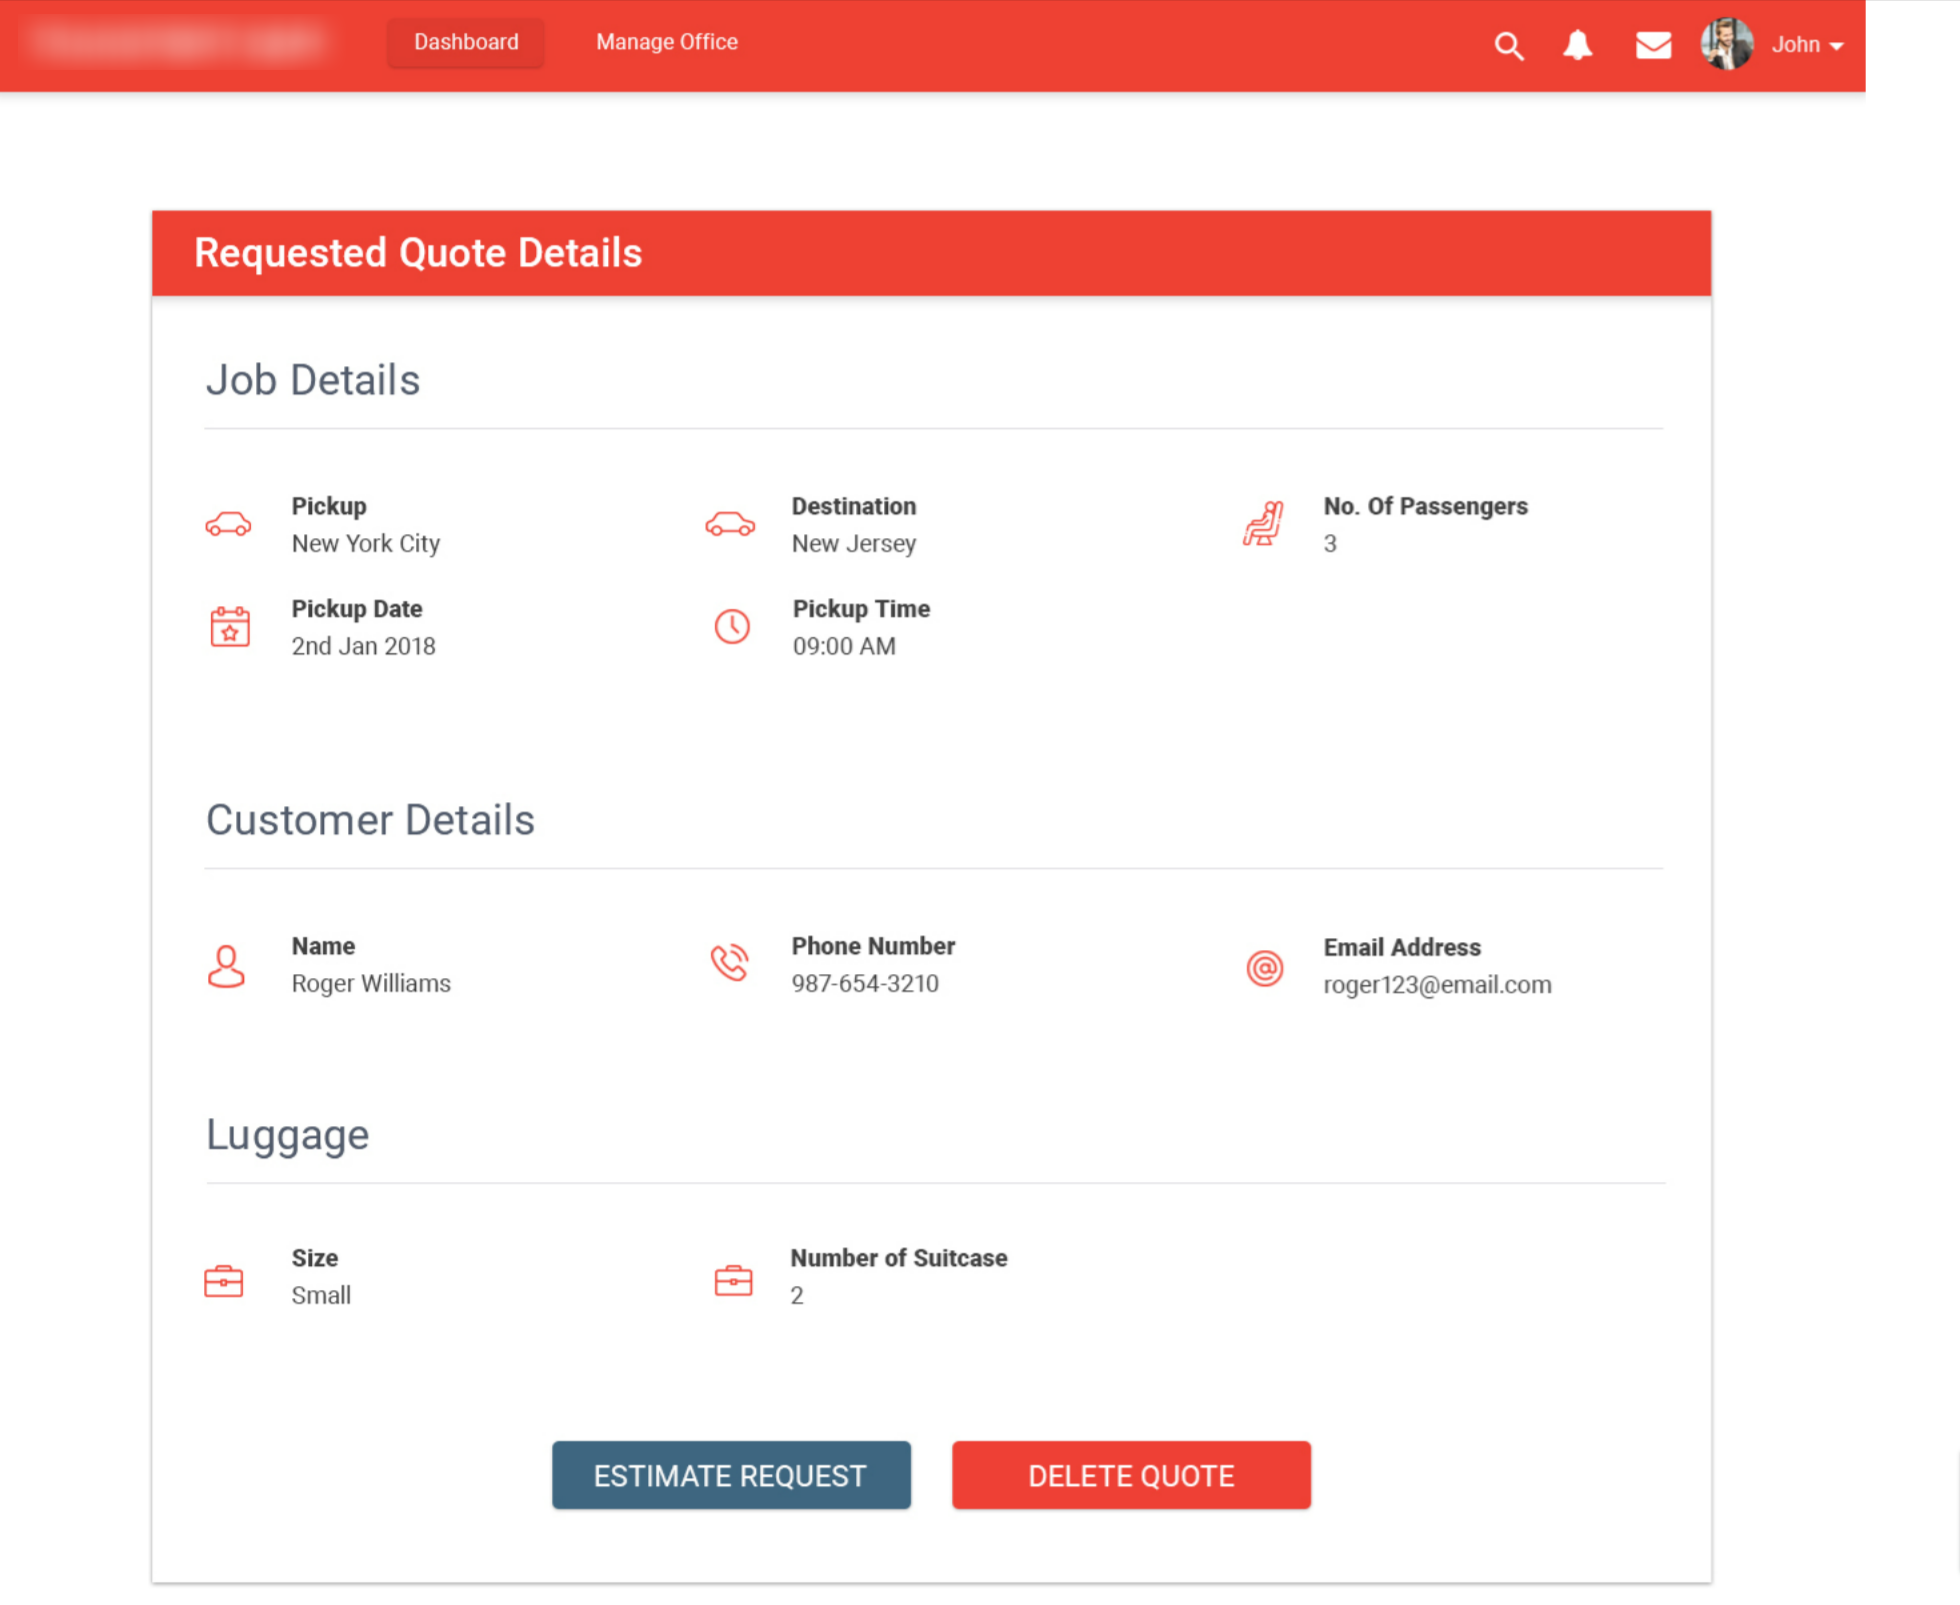 Dashboard
Manage Office
John
Requested Quote Details
Job Details
Pickup
New York City
Destination
New Jersey
No. Of Passengers
3
Pickup Date
2nd Jan 2018
Pickup Time
09:00 AM
Customer Details
Name
Roger Williams
Phone Number
987-654-3210
Email Address
roger123@email.com
Luggage
Size
Small
Number of Suitcase
2
ESTIMATE REQUEST
DELETE QUOTE